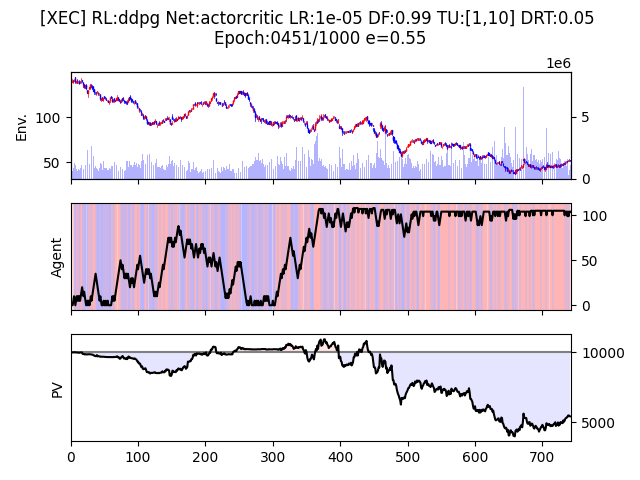 [XEC] RL:ddpg Net:actorcritic LR:1e-05 DF:0.99 TU:[1,10] DRT:0.05
Epoch:0451/1000 e=0.55
1e6
Env.
100
50
5
0
Agent
100
50
0
PV
10000
5000
0 100 200 300 400 500 600 700